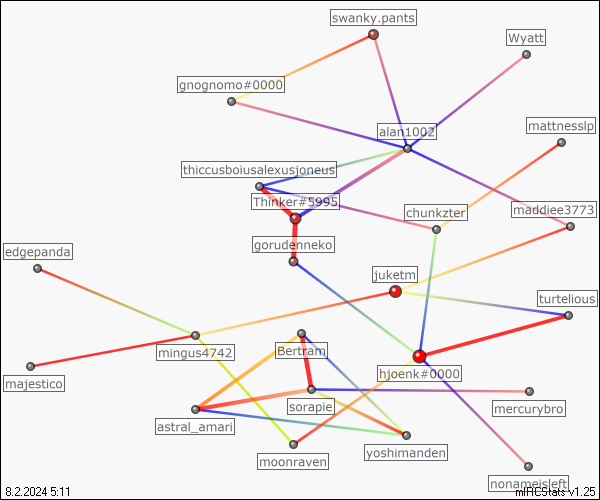 swanky.pants
Wyatt
gnognomo#0000
alan1002
mattnesslp
thiccusboiusalexusjoneus
Thinker#5995
chunkzter
maddiee3773
gorudenneko
edgepanda
juketm
turtelious
mingus4742
Bertram
hjoenk#0000
majestico
sorapie
mercurybro
astral_amari
yoshimanden
moonraven
nonameisleft
8.2.2024 5:11
mIRCStats v1.25